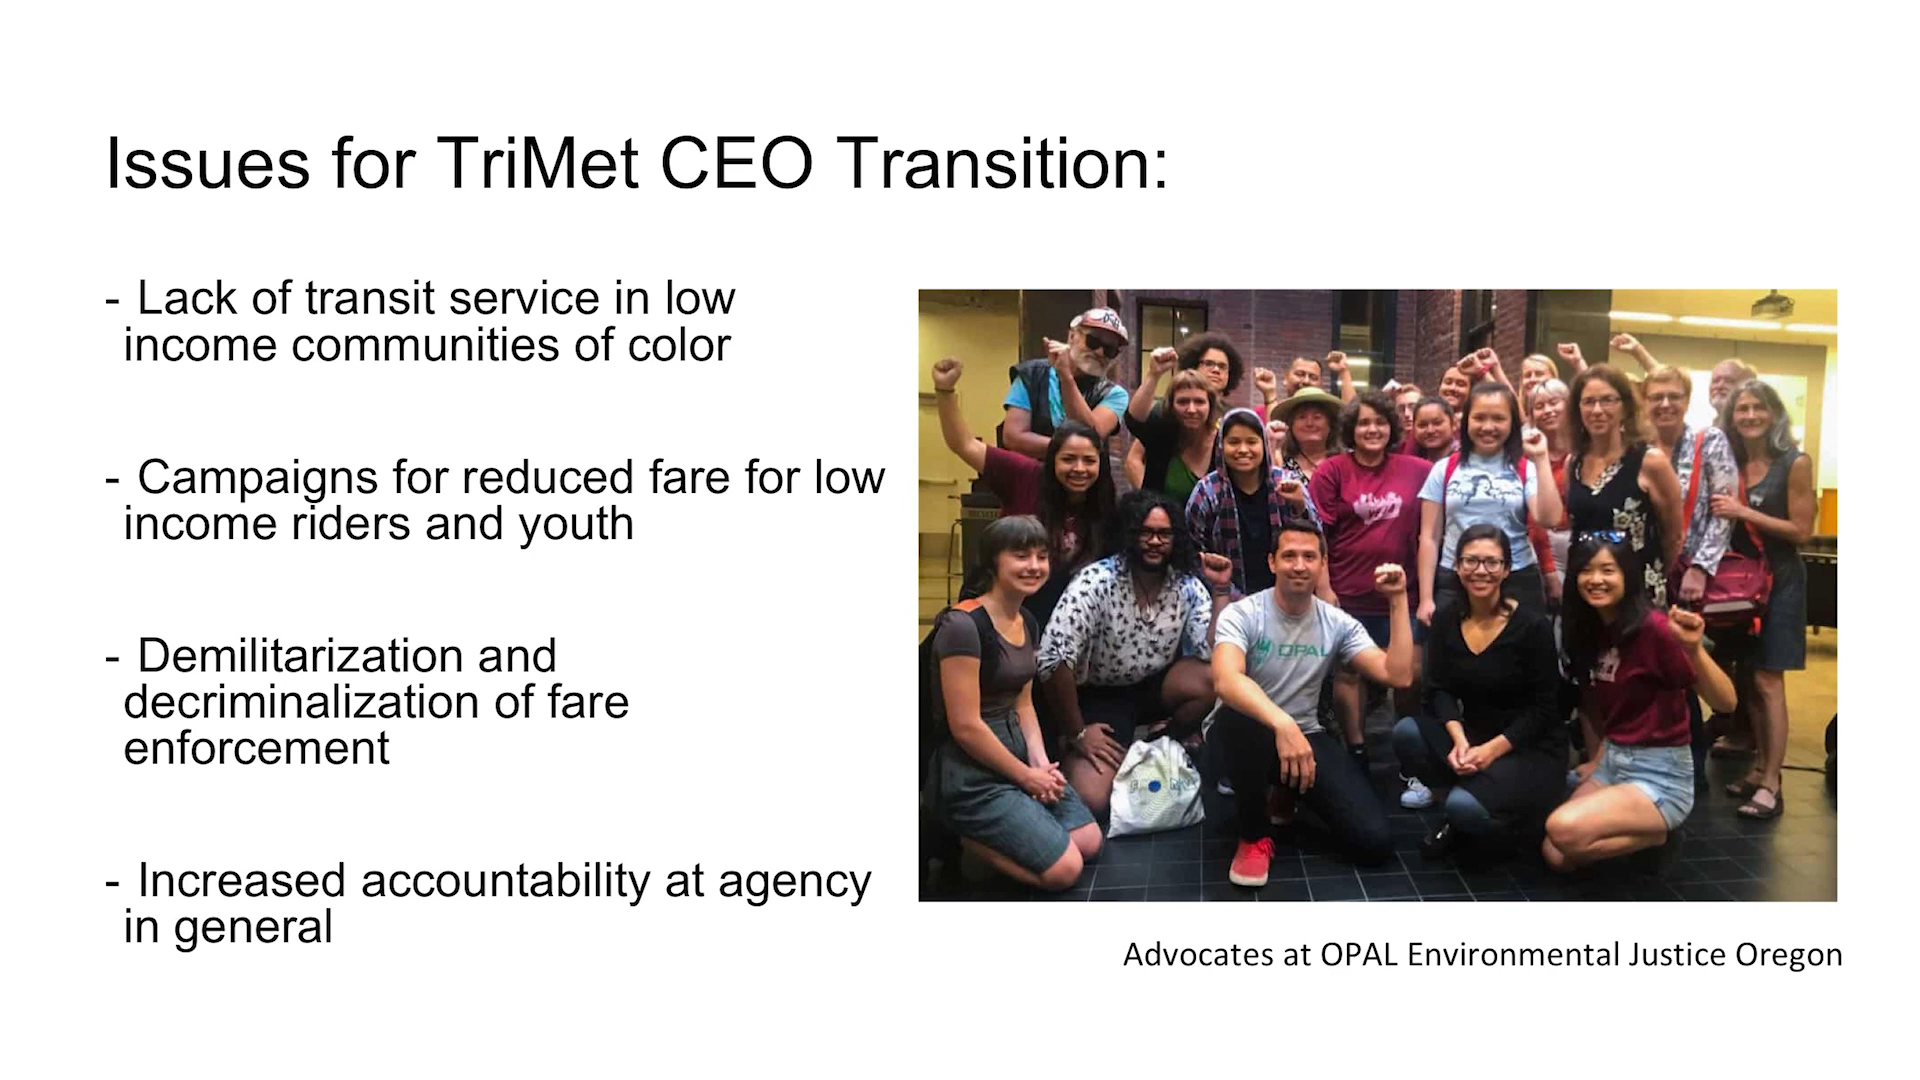 Issues for TriMet CEO Transition:
- Lack of transit service in low
income communities of color
- Campaigns for reduced fare for low
income riders and youth
- Demilitarization and
decriminalization of fare
enforcement
- Increased accountability at agency
in general
OPAL
Advocates at OPAL Environmental Justice Oregon